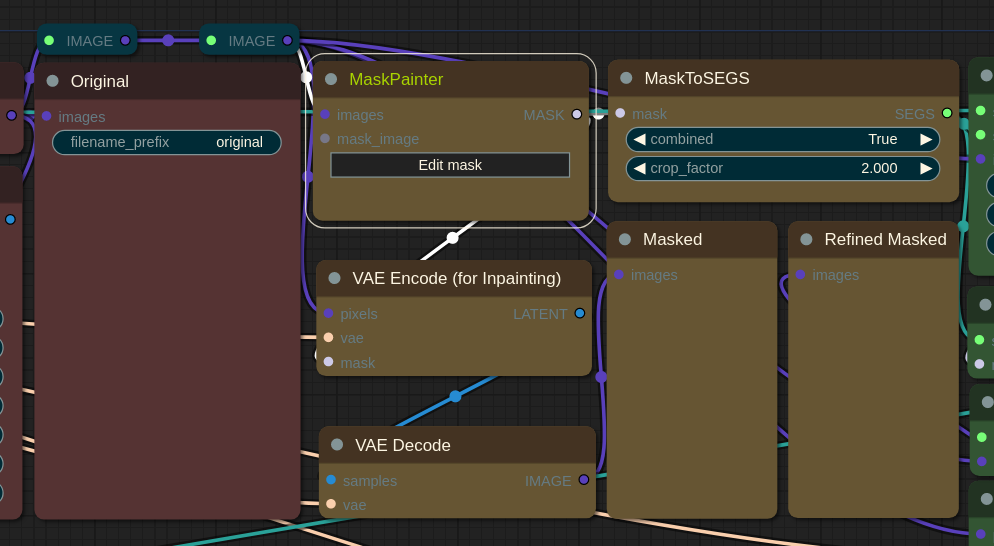 IMAGE
IMAGE
Original
images
filename_prefix original
MaskPainter
images MASK
mask_image
Edit mask
MaskToSEGS
mask SEGS
combined True
crop_factor 2.000
VAE Encode (for Inpainting)
pixels LATENT
vae
mask
Masked
images
Refined Masked
images
VAE Decode
samples IMAGE
vae